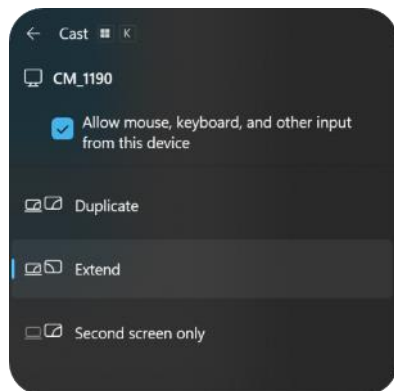 Cast K
CM_1190
Allow mouse, keyboard, and other input
from this device
Duplicate
Extend
Second screen only